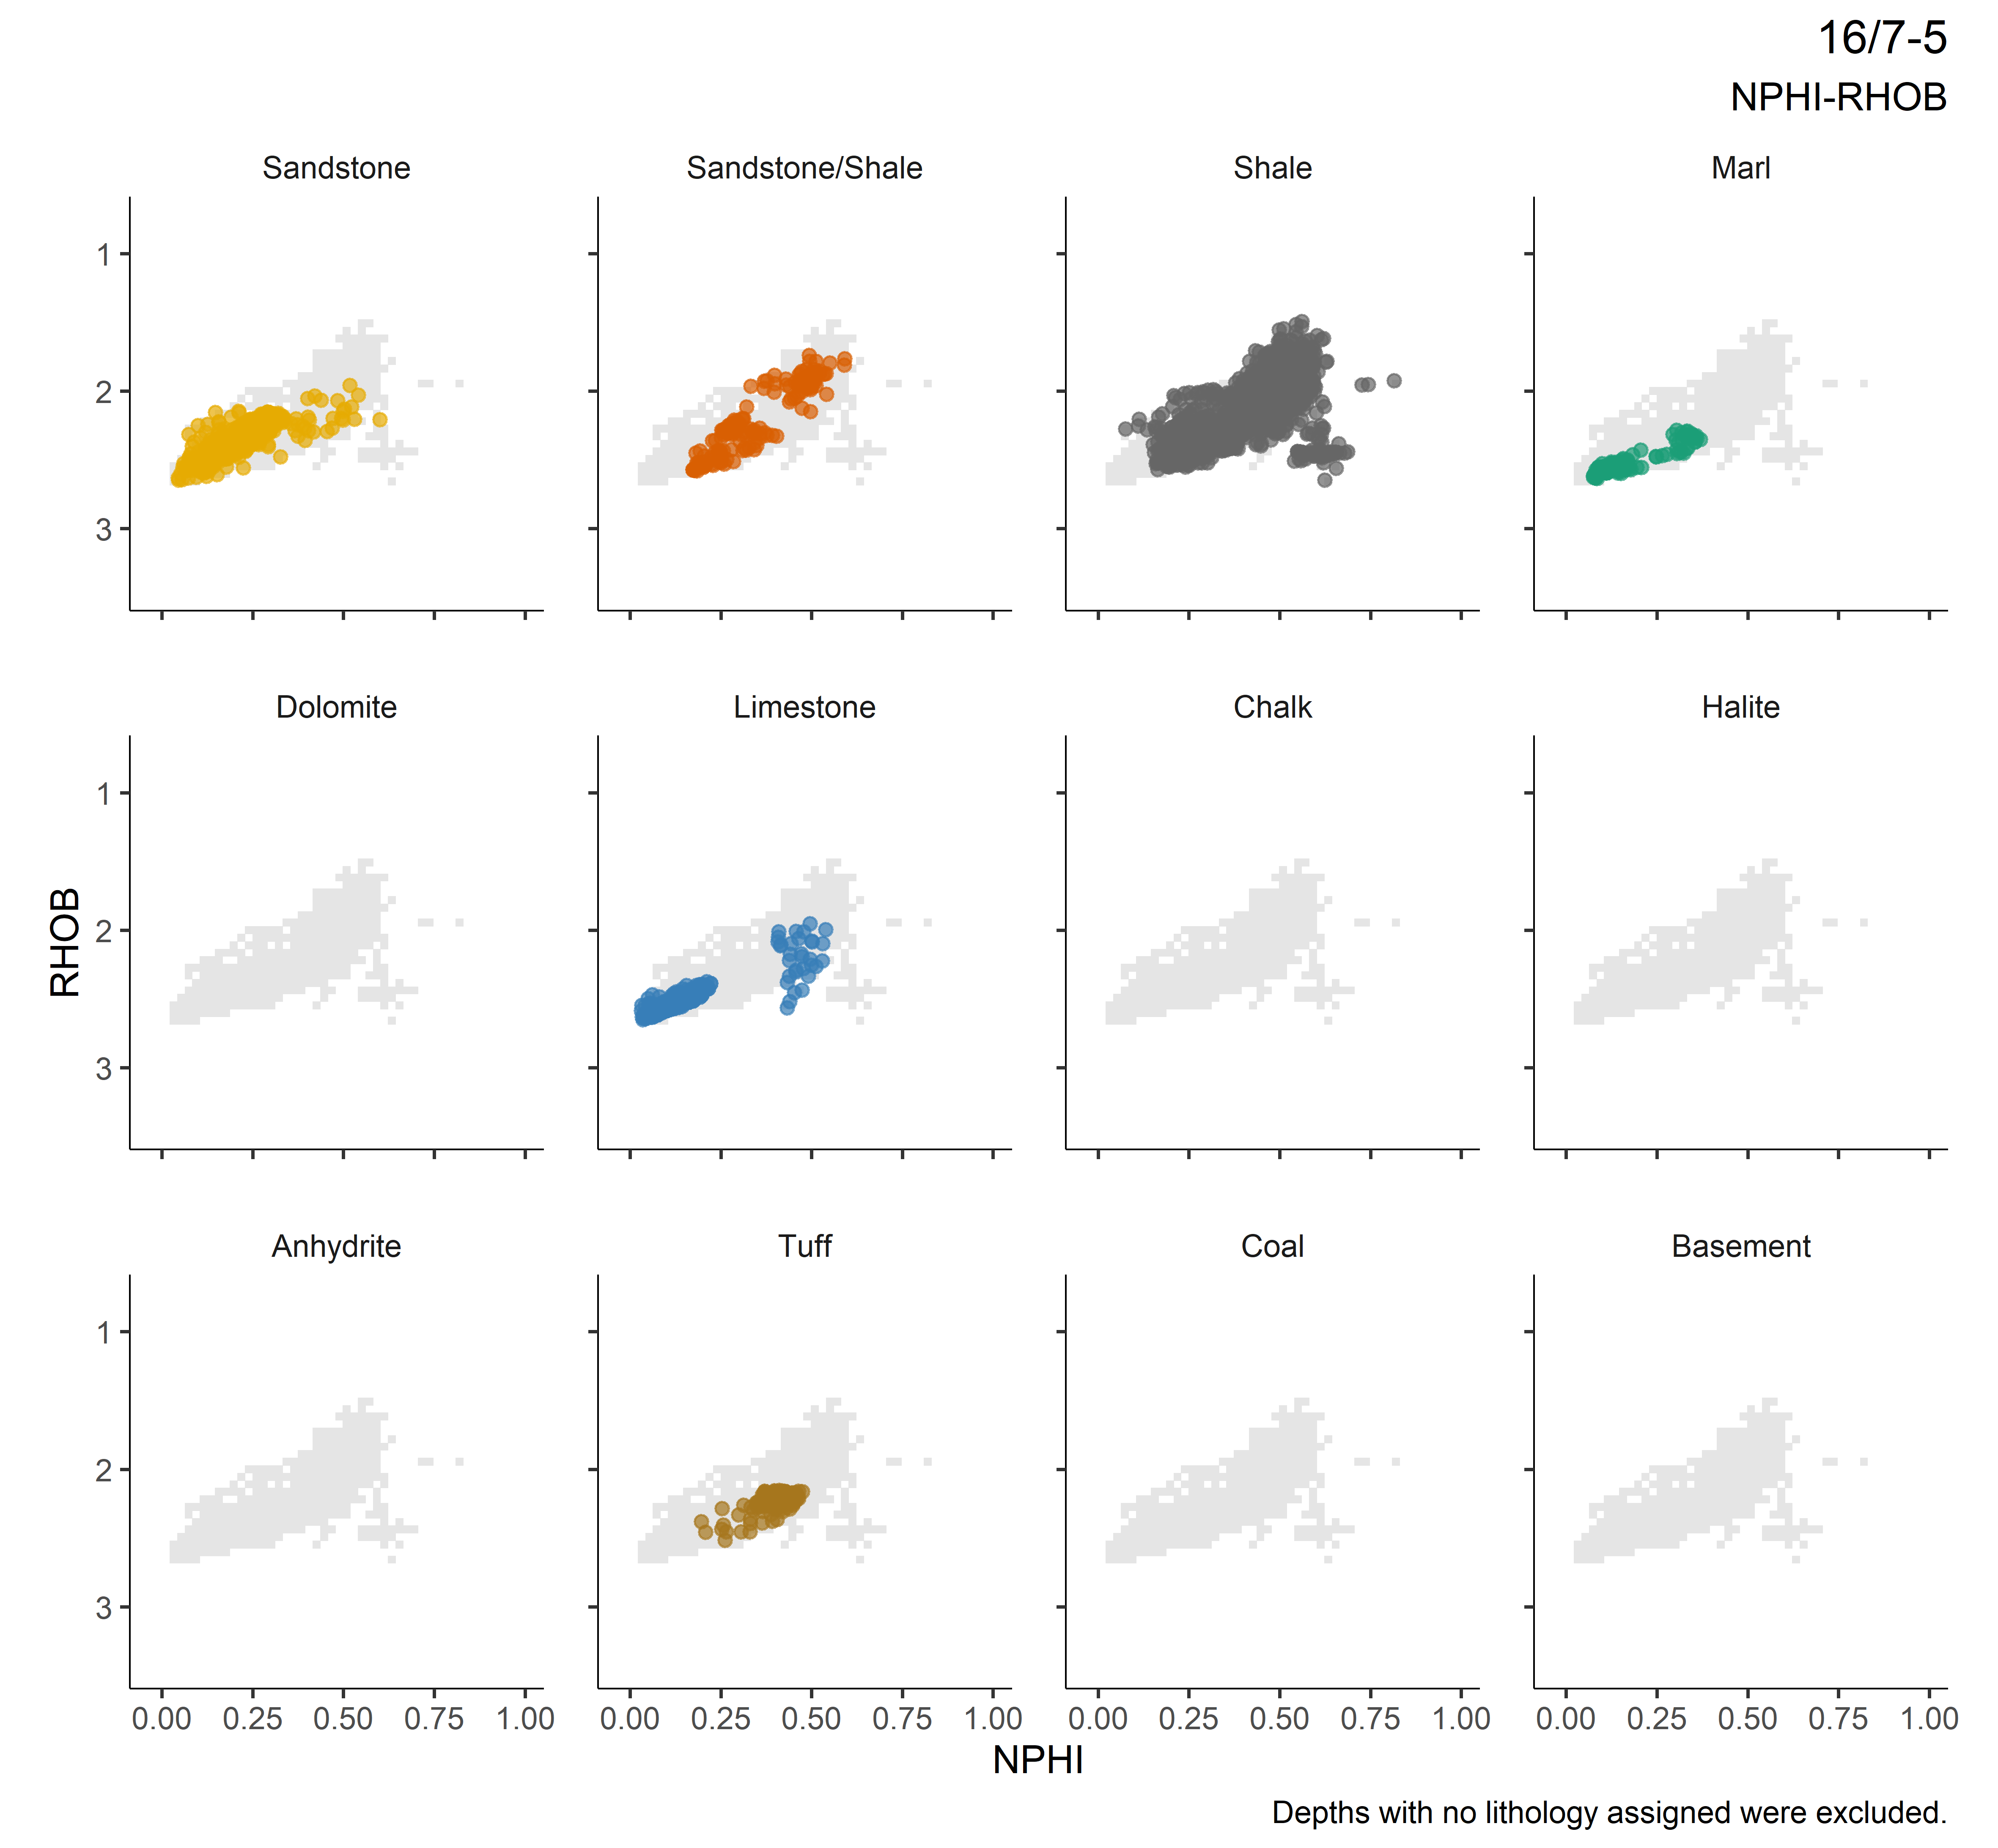 16/7-5
NPHI-RHOB
Sandstone
Sandstone/Shale
Shale
Marl
1
2
3
Dolomite
Limestone
Chalk
Halite
RHOB
1
2
3
Anhydrite
Tuff
Coal
Basement
1
2
3
0.00 0.25 0.50 0.75 1.00
0.00 0.25 0.50 0.75 1.00
0.00 0.25 0.50 0.75 1.00
0.00 0.25 0.50 0.75 1.00
NPHI
Depths with no lithology assigned were excluded.